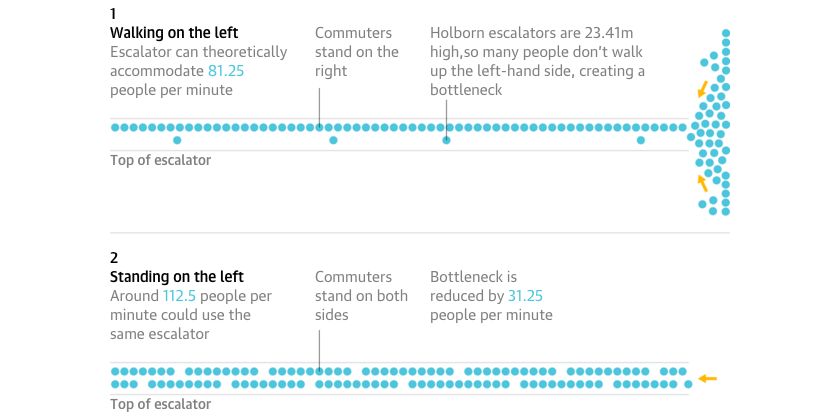 1
Walking on the left
Escalator can theoretically
accommodate 81.25
people per minute
Commuters
stand on the
right
Holborn escalators are 23.41m
high,so many people don't walk
up the left-hand side, creating a
bottleneck
Top of escalator
2
Standing on the left
Around 112.5 people per
minute could use the
same escalator
Commuters
stand on both
sides
Bottleneck is
reduced by 31.25
people per minute
Top of escalator